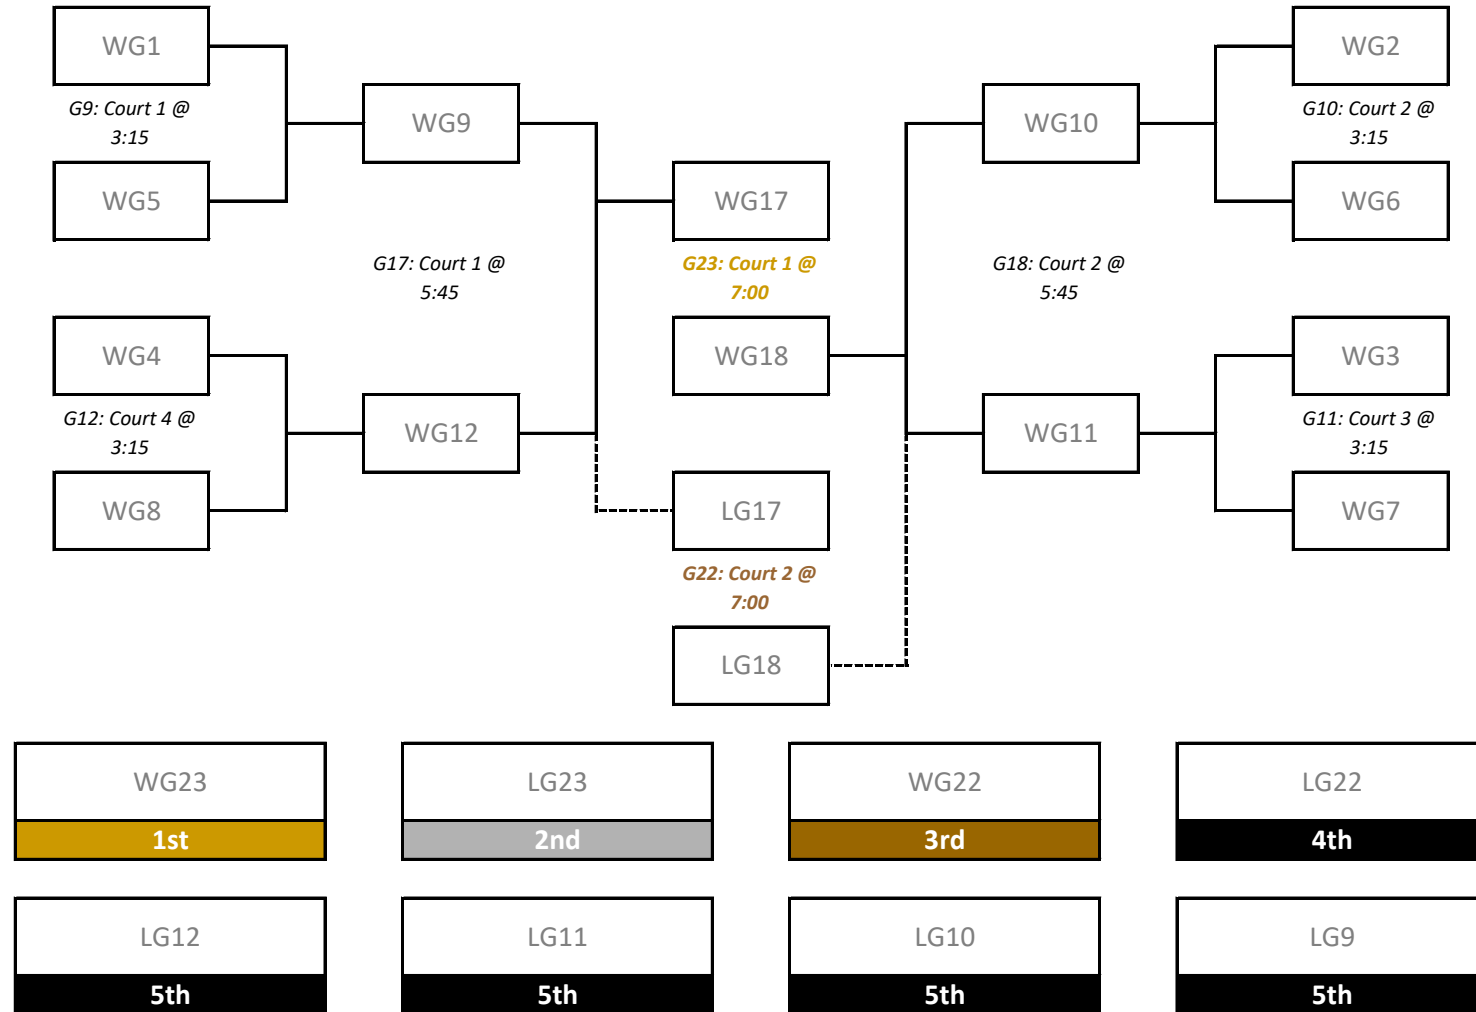 WG1
G9: Court 1 @
3:15
WG5
WG9
G17: Court 1 @
5:45
WG4
G12: Court 4 @
3:15
WG8
WG12
WG17
G23: Court 1 @
7:00
WG18
LG17
G22: Court 2 @
7:00
LG18
WG10
G18: Court 2 @
5:45
WG11
WG2
G10: Court 2 @
3:15
WG6
WG3
G11: Court 3 @
3:15
WG7
WG23
1st
LG23
2nd
WG22
3rd
LG22
4th
LG12
5th
LG11
5th
LG10
5th
LG9
5th